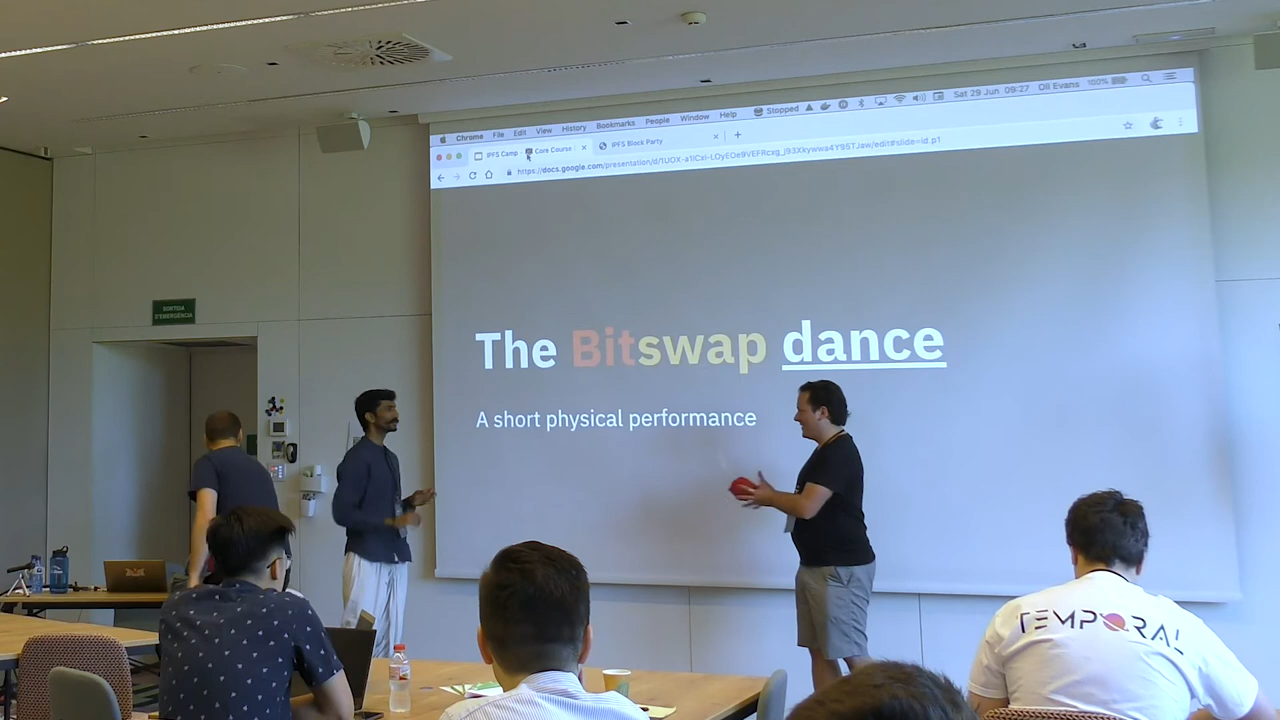 Chrome File Edit View History Bookmarks People Window Help Stopped Sat 29 Jun 09:27 Oli Evans 100%
IPFS Camp - Core Course IPFS Block Party
The Bitswap dance
A short physical performance
SORTIDA
D'EMERGÈNCIA
TEMPORAL